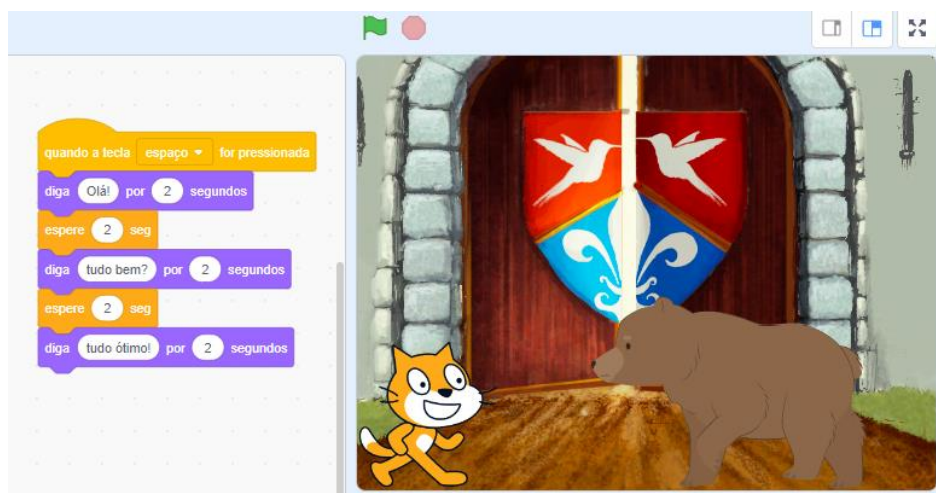 quando a tecla espaço for pressionada
diga Olá! por 2 segundos
espere 2 seg
diga tudo bem? por 2 segundos
espere 2 seg
diga tudo ótimo! por 2 segundos